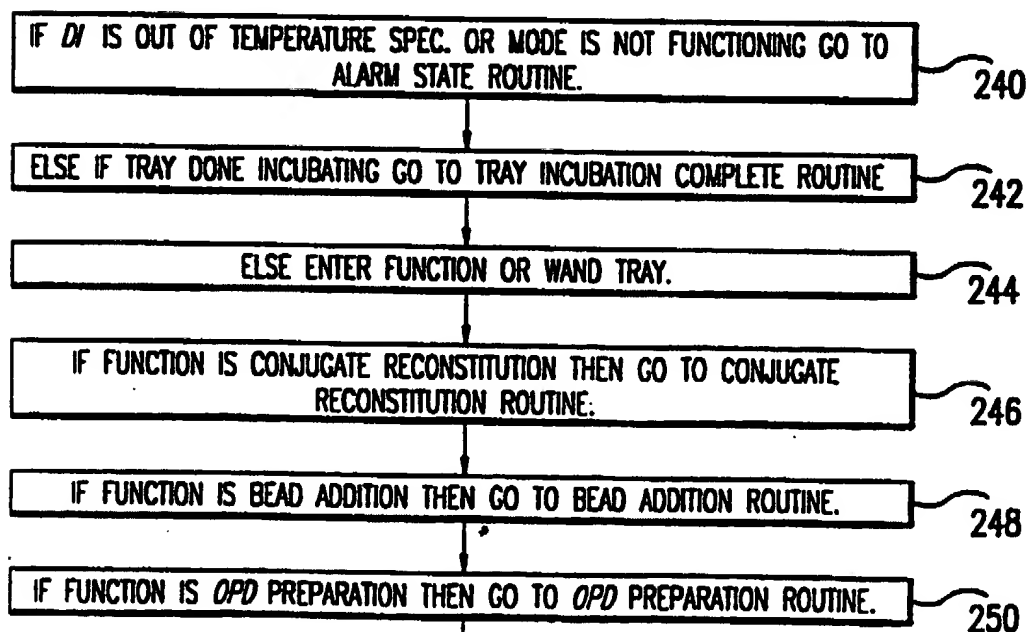 IF DI IS OUT OF TEMPERATURE SPEC. OR MODE IS NOT FUNCTIONING GO TO
ALARM STATE ROUTINE.
240
ELSE IF TRAY DONE INCUBATING GO TO TRAY INCUBATION COMPLETE ROUTINE
242
ELSE ENTER FUNCTION OR WAND TRAY.
244
IF FUNCTION IS CONJUGATE RECONSTITUTION THEN GO TO CONJUGATE
RECONSTITUTION ROUTINE.
246
IF FUNCTION IS BEAD ADDITION THEN GO TO BEAD ADDITION ROUTINE.
248
IF FUNCTION IS OPD PREPARATION THEN GO TO OPD PREPARATION ROUTINE.
250